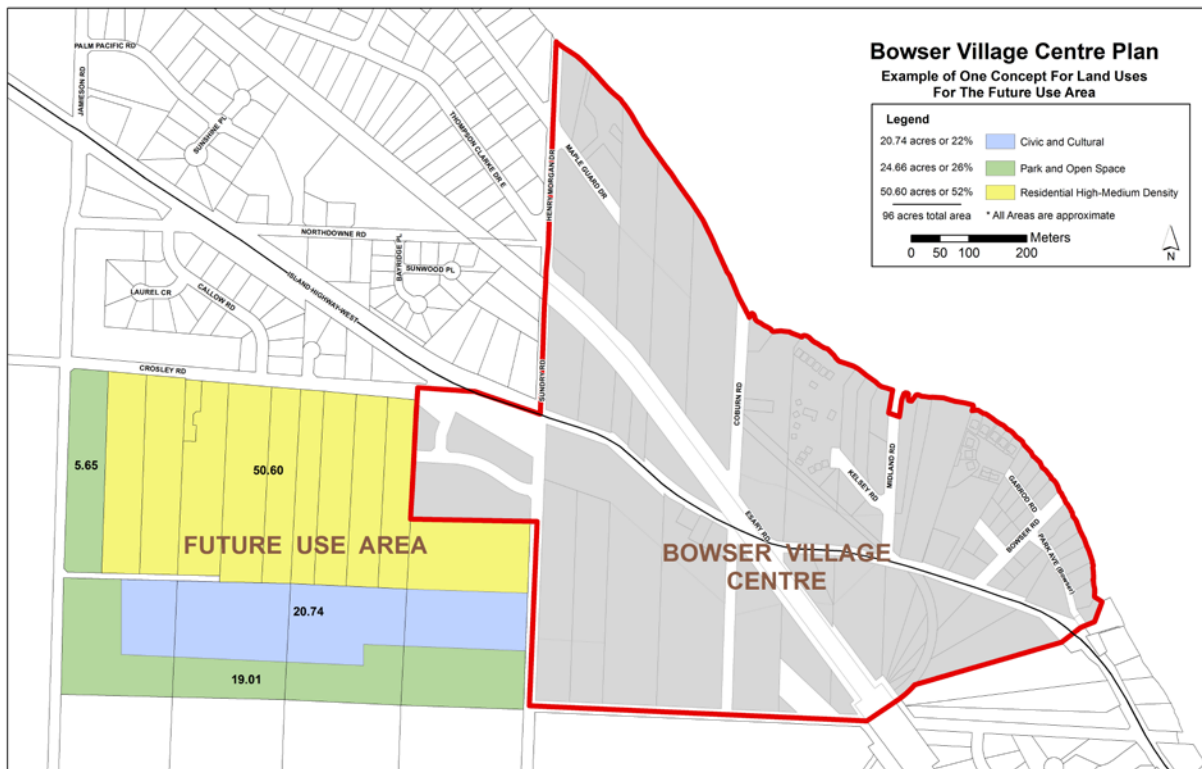 Bowser Village Centre Plan
Example of One Concept For Land Uses
For The Future Use Area
Legend
20.74 acres or 22% Civic and Cultural
24.66 acres or 26% Park and Open Space
50.60 acres or 52% Residential High-Medium Density
96 acres total area * All Areas are approximate
Meters
0 50 100 200
N
PALM PACIFIC RD
JAMIESON RD
SUNSHINE PL
THOMPSON CLARKE DR E
HENRY MORGAN DR
MAPLE GUARD DR
NORTHDOWNE RD
BAYRIDGE PL
SUNWOOD PL
ISLAND HIGHWAY WEST
LAUREL CR
CALLOW RD
CROSLEY RD
SUNDRY RD
COBURN RD
MIDLAND RD
KELSEY RD
GARROD RD
BOWSER RD
PARK AVE (Bowser)
ESARY RD
5.65
50.60
FUTURE USE AREA
BOWSER VILLAGE
CENTRE
20.74
19.01